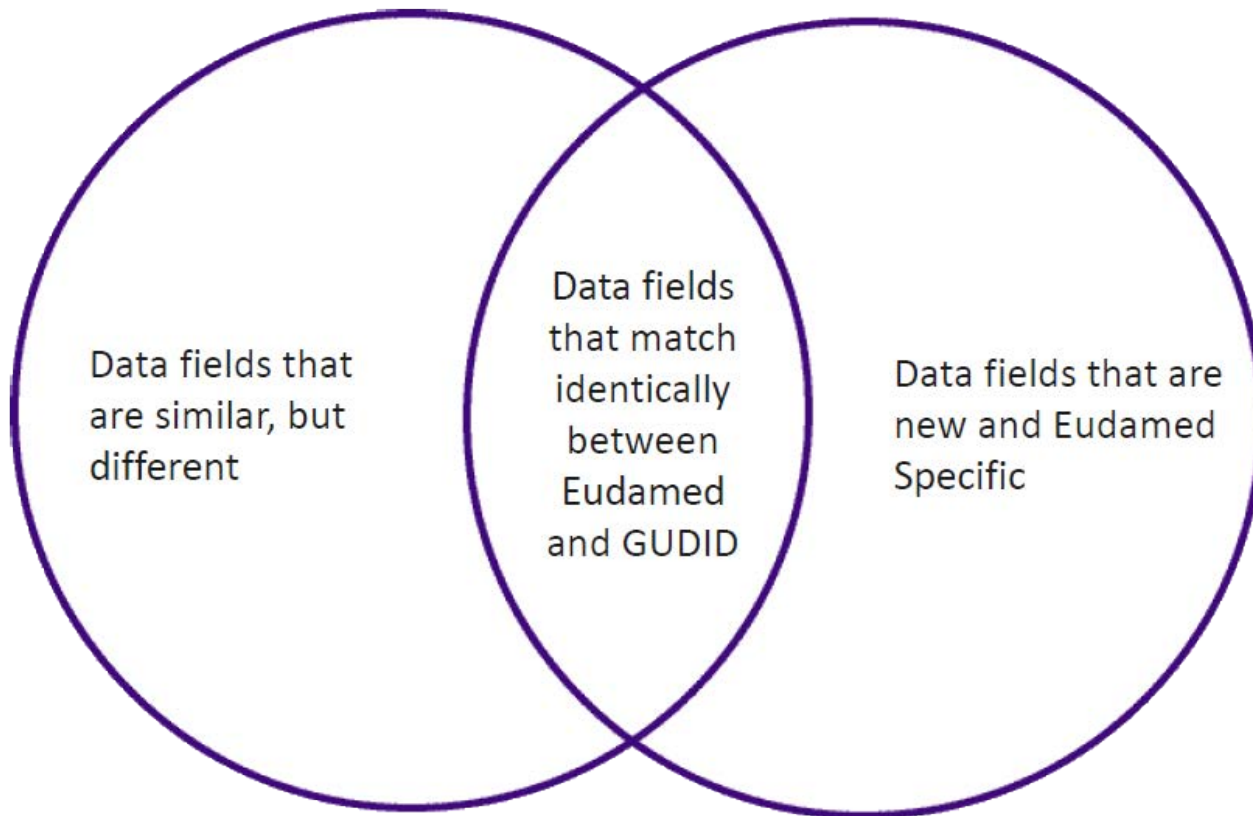 Data fields that
are similar, but
different
Data fields
that match
identically
between
Eudamed
and GUDID
Data fields that are
new and Eudamed
Specific